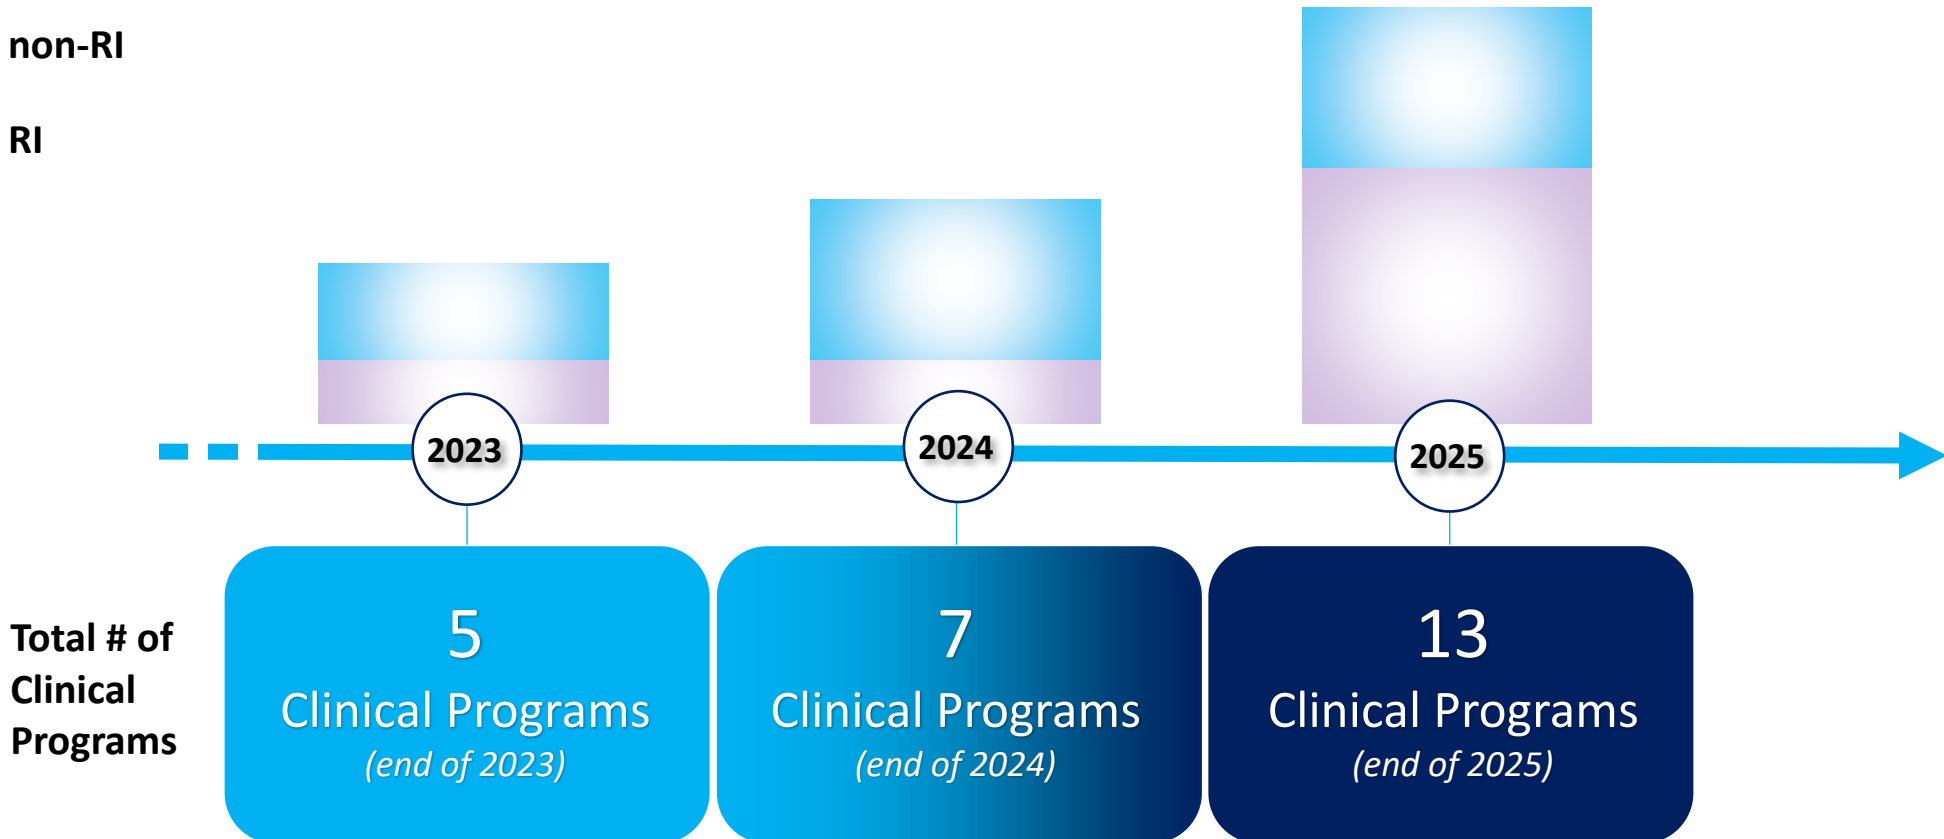 non-RI
RI
2023
2024
2025
Total # of
Clinical
Programs
5
Clinical Programs
(end of 2023)
7
Clinical Programs
(end of 2024)
13
Clinical Programs
(end of 2025)